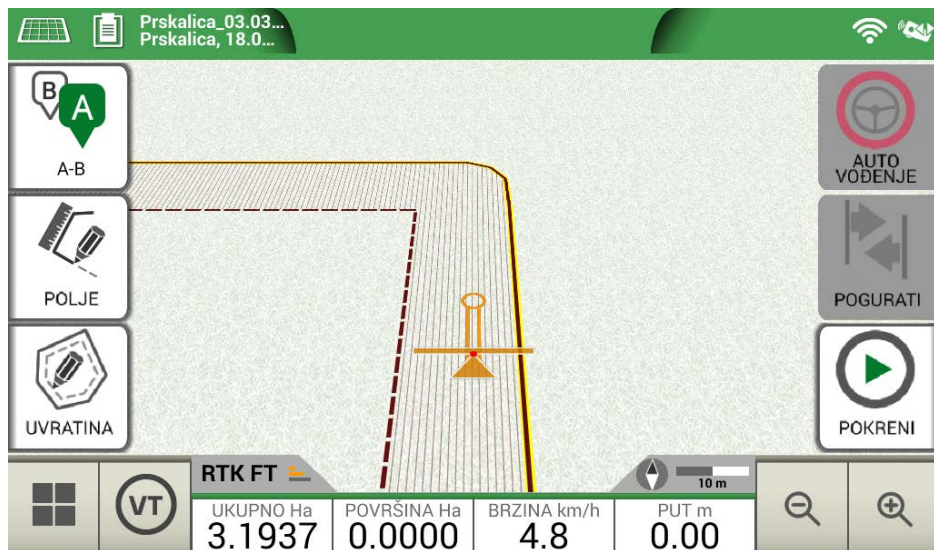 Prskalica_03.03...
Prskalica, 18.0...
B
A
A-B
POLJE
UVRATINA
AUTO
VOĐENJE
POGURATI
POKRENI
VT
RTK FT
10 m
UKUPNO Ha
3.1937
POVRŠINA Ha
0.0000
BRZINA km/h
4.8
PUT m
0.00